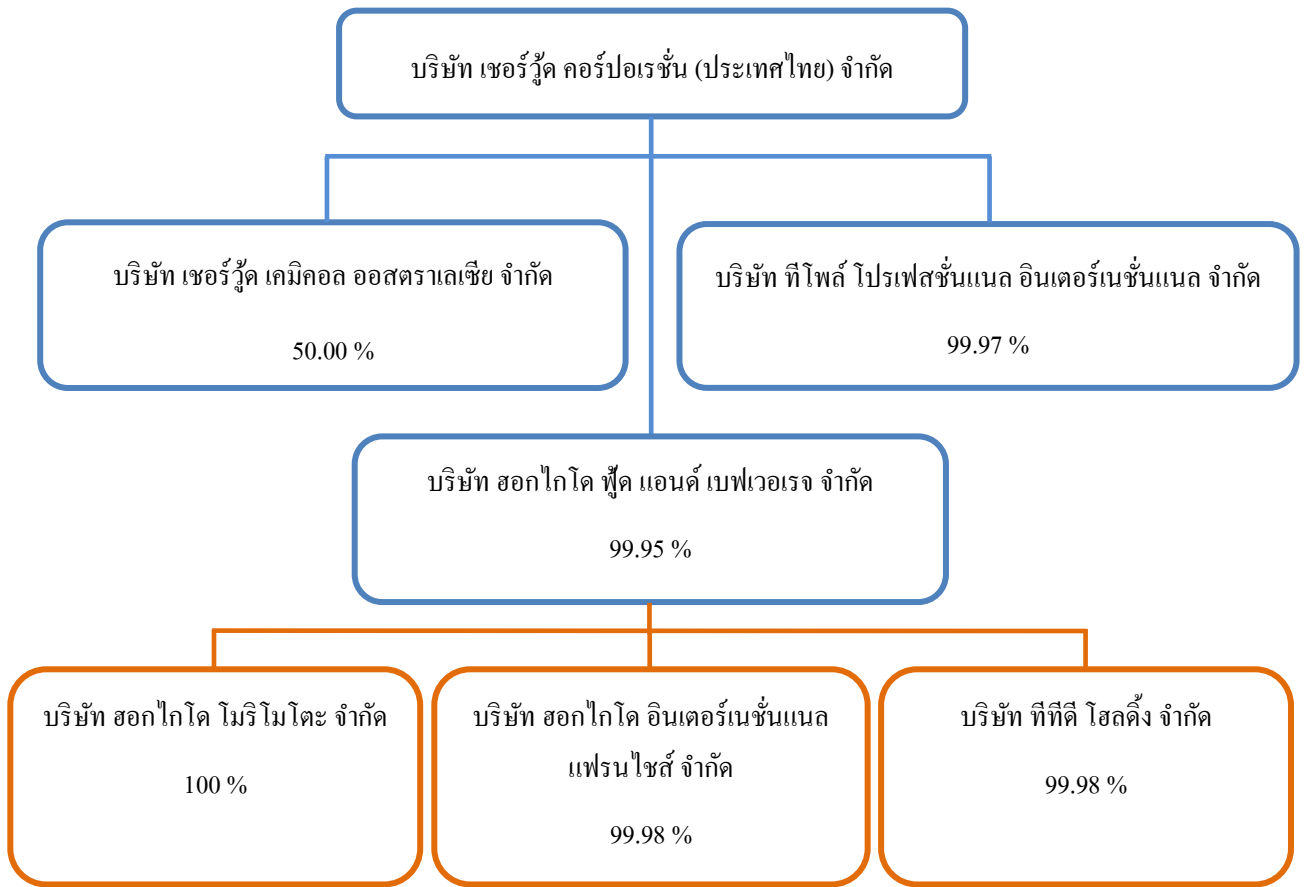 บริษัท เชอร์วู้ด คอร์ปอเรชั่น (ประเทศไทย) จำกัด
บริษัท เชอร์วู้ด เคมิคอล ออสตราเลเซีย จำกัด
50.00 %
บริษัท ทีโพล์ โปรเฟสชั่นแนล อินเตอร์เนชั่นแนล จำกัด
99.97 %
บริษัท ฮอกไกโด ฟู้ด แอนด์ เบฟเวอเรจ จำกัด
99.95 %
บริษัท ฮอกไกโด โมริโมโตะ จำกัด
100 %
บริษัท ฮอกไกโด อินเตอร์เนชั่นแนล
แฟรนไชส์ จำกัด
99.98 %
บริษัท ทีทีดี โฮลดิ้ง จำกัด
99.98 %